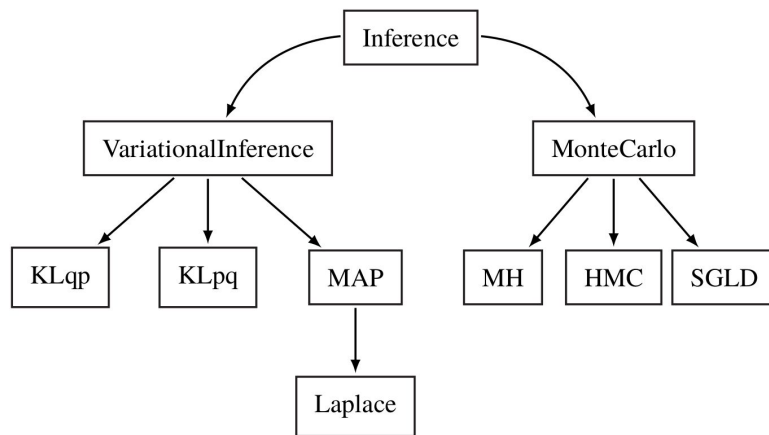 Inference
VariationalInference
MonteCarlo
KLqp
KLpq
MAP
MH
HMC
SGLD
Laplace